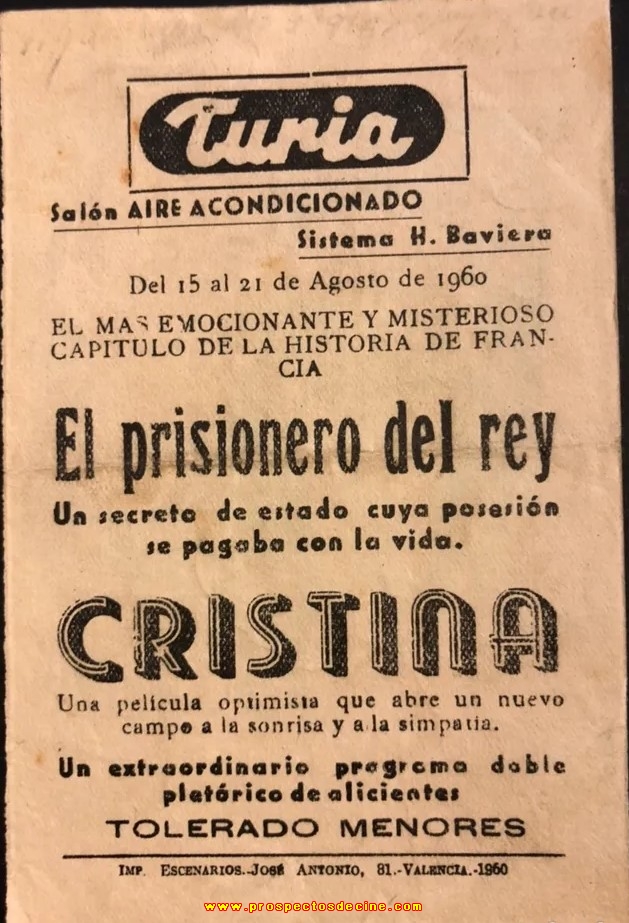 Turia
Salón AIRE ACONDICIONADO
Sistema H. Baviera
Del 15 al 21 de Agosto de 1960
EL MAS EMOCIONANTE Y MISTERIOSO
CAPITULO DE LA HISTORIA DE FRAN-
CIA
El prisionero del rey
Un secreto de estado cuya posesión
se pagaba con la vida.
CRISTINA
Una película optimista que abre un nuevo
campo a la sonrisa y a la simpatía.
Un extraordinario programa doble
pletórico de alicientes
TOLERADO MENORES
IMP. ESCENARIOS.-JOSÉ ANTONIO, 81.-VALENCIA.-1960
www.prospectosdecine.com